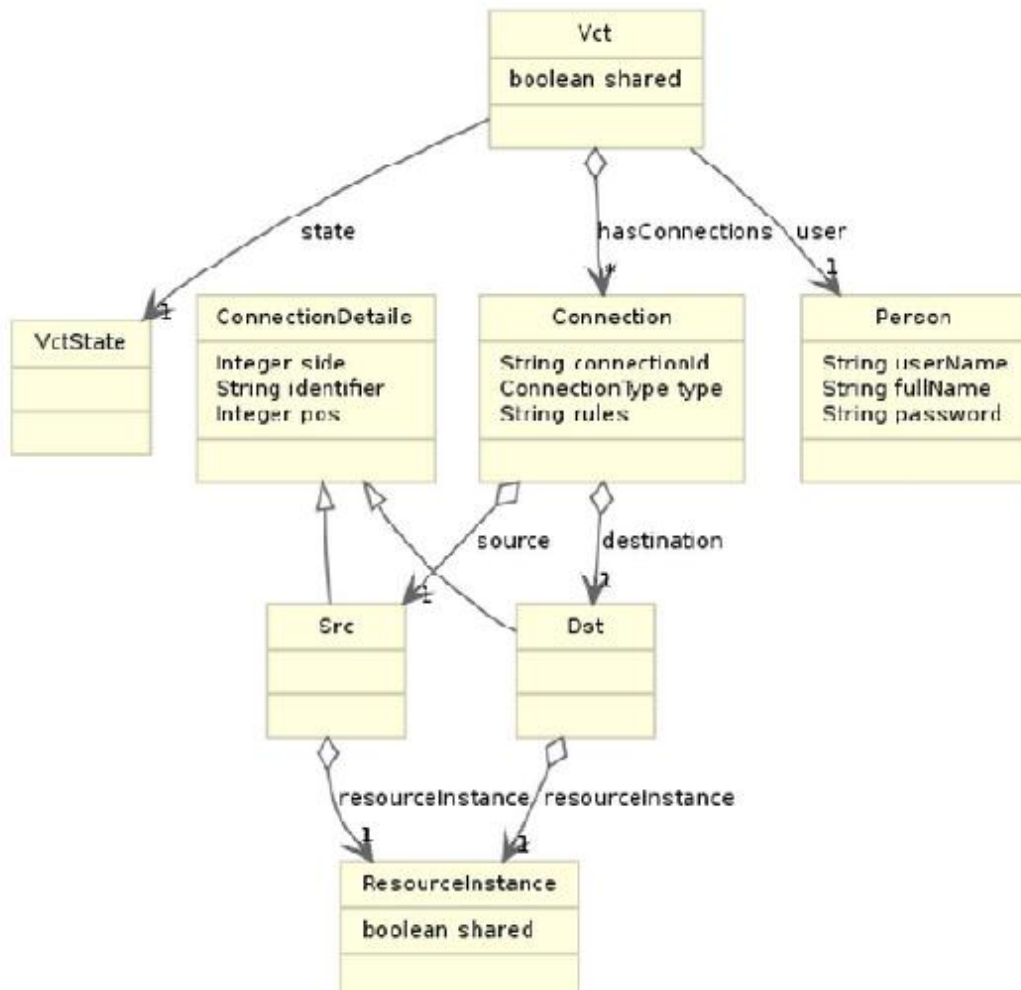 Vct
boolean shared
state
hasConnections
user
1
*
1
VctState
ConnectionDetails
Integer side
String identifier
Integer pos
Connection
String connectionId
ConnectionType type
String rules
Person
String userName
String fullName
String password
source
destination
1
1
Src
Dst
resourceInstance
resourceInstance
1
1
ResourceInstance
boolean shared